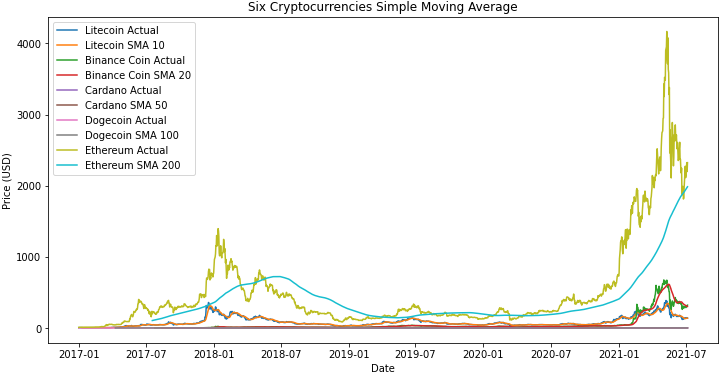 Six Cryptocurrencies Simple Moving Average
Litecoin Actual
Litecoin SMA 10
Binance Coin Actual
Binance Coin SMA 20
Cardano Actual
Cardano SMA 50
Dogecoin Actual
Dogecoin SMA 100
Ethereum Actual
Ethereum SMA 200
Price (USD)
4000
3000
2000
1000
0
2017-01 2017-07 2018-01 2018-07 2019-01 2019-07 2020-01 2020-07 2021-01 2021-07
Date